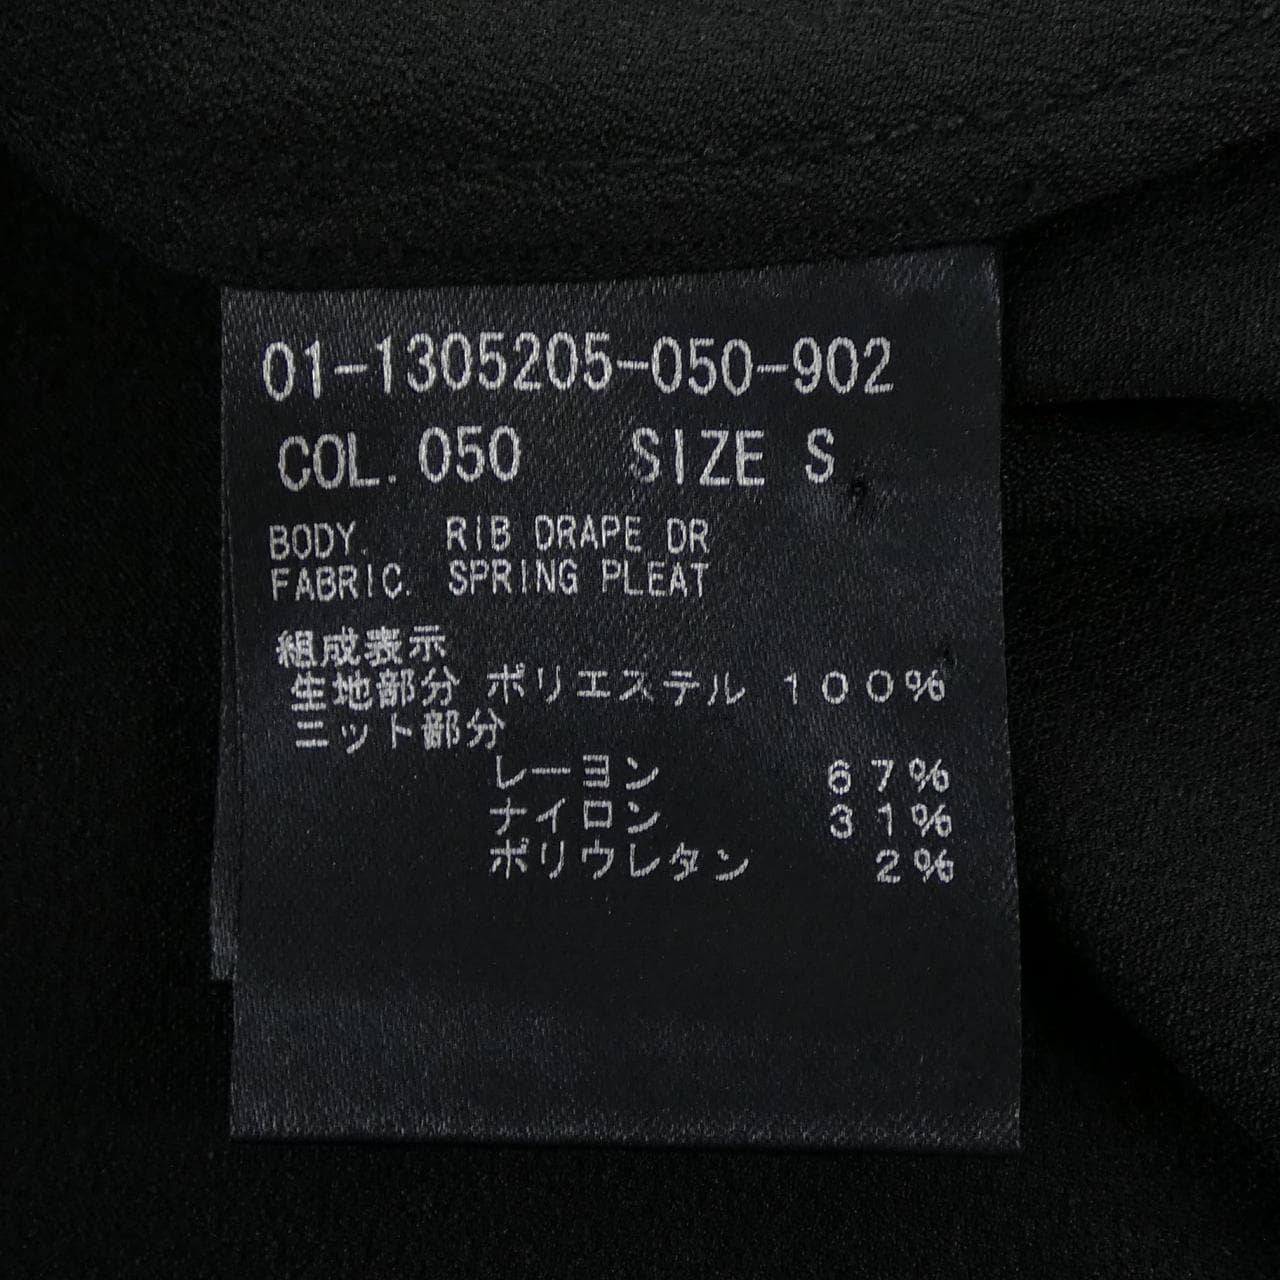 01-1305205-050-902
COL. 050 SIZE S
BODY. RIB DRAPE DR
FABRIC. SPRING PLEAT
組成表示
生地部分 ポリエステル 100%
ニット部分
レーヨン 67%
ナイロン 31%
ポリウレタン 2%